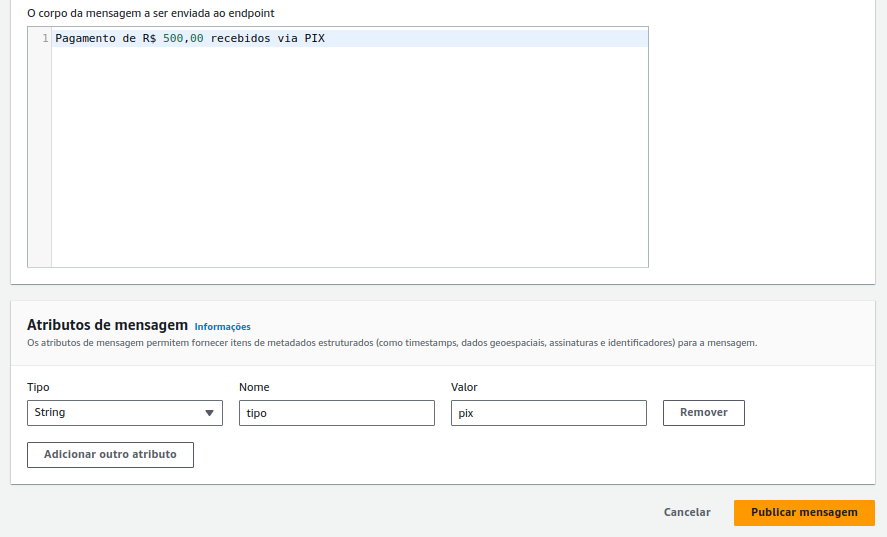 O corpo da mensagem a ser enviada ao endpoint
1 Pagamento de R$ 500,00 recebidos via PIX
Atributos de mensagem Informações
Os atributos de mensagem permitem fornecer itens de metadados estruturados (como timestamps, dados geoespaciais, assinaturas e identificadores) para a mensagem.
Tipo Nome Valor
String tipo pix Remover
Adicionar outro atributo
Cancelar Publicar mensagem